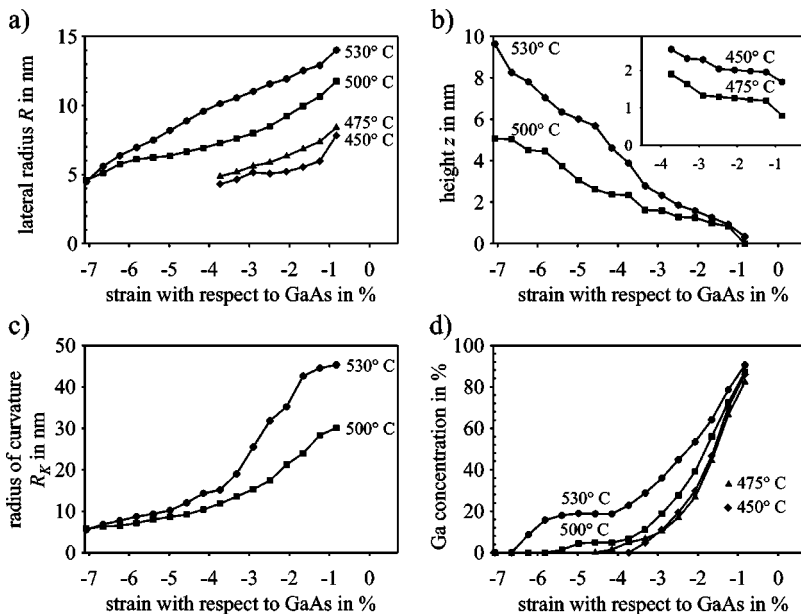 a)
lateral radius R in nm
15
10
5
0
530° C
500° C
475° C
450° C
-7 -6 -5 -4 -3 -2 -1 0
strain with respect to GaAs in %
b)
height z in nm
10
8
6
4
2
0
530° C
500° C
2
1
0
450° C
475° C
-4 -3 -2 -1 0
-7 -6 -5 -4 -3 -2 -1 0
strain with respect to GaAs in %
c)
radius of curvature
R_K in nm
50
40
30
20
10
0
530° C
500° C
-7 -6 -5 -4 -3 -2 -1 0
strain with respect to GaAs in %
d)
Ga concentration in %
100
80
60
40
20
0
530° C
500° C
475° C
450° C
-7 -6 -5 -4 -3 -2 -1 0
strain with respect to GaAs in %